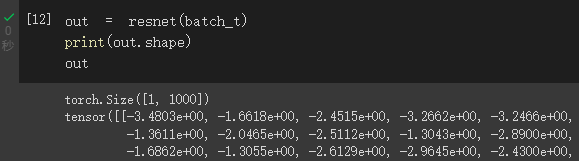 [12] out = resnet(batch_t)
0 print(out.shape)
秒 out
torch.Size([1, 1000])
tensor([[-3.4803e+00, -1.6618e+00, -2.4515e+00, -3.2662e+00, -3.2466e+00,
-1.3611e+00, -2.0465e+00, -2.5112e+00, -1.3043e+00, -2.8900e+00,
-1.6862e+00, -1.3055e+00, -2.6129e+00, -2.9645e+00, -2.4300e+00,